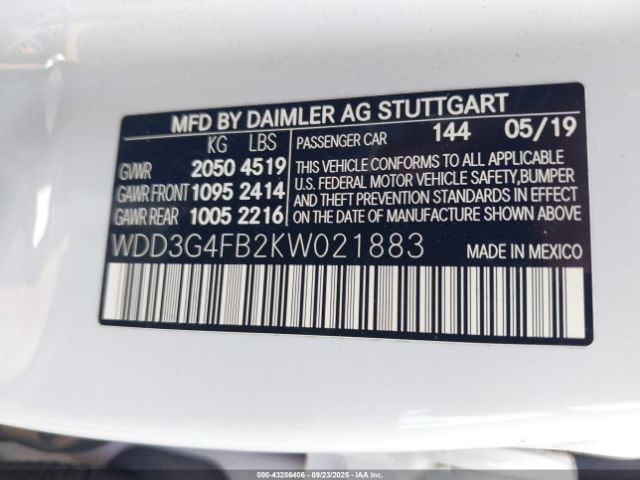 MFD BY DAIMLER AG STUTTGART
KG LBS PASSENGER CAR 144 05/19
GVWR 2050 4519 THIS VEHICLE CONFORMS TO APPLICABLE
U.S. FEDERAL MOTOR VEHICLE SAFETY,BUMPER
GAWR FRONT 1095 2414 AND THEFT PREVENTION STANDARDS IN EFFECT
GAWR REAR 1005 2216 ON THE DATE OF MANUFACTURE SHOWN ABOVE.
WDD3G4FB2KW021883 MADE IN MEXICO
000-43286406 - 09/23/2025 - IAA Inc. (IAA)